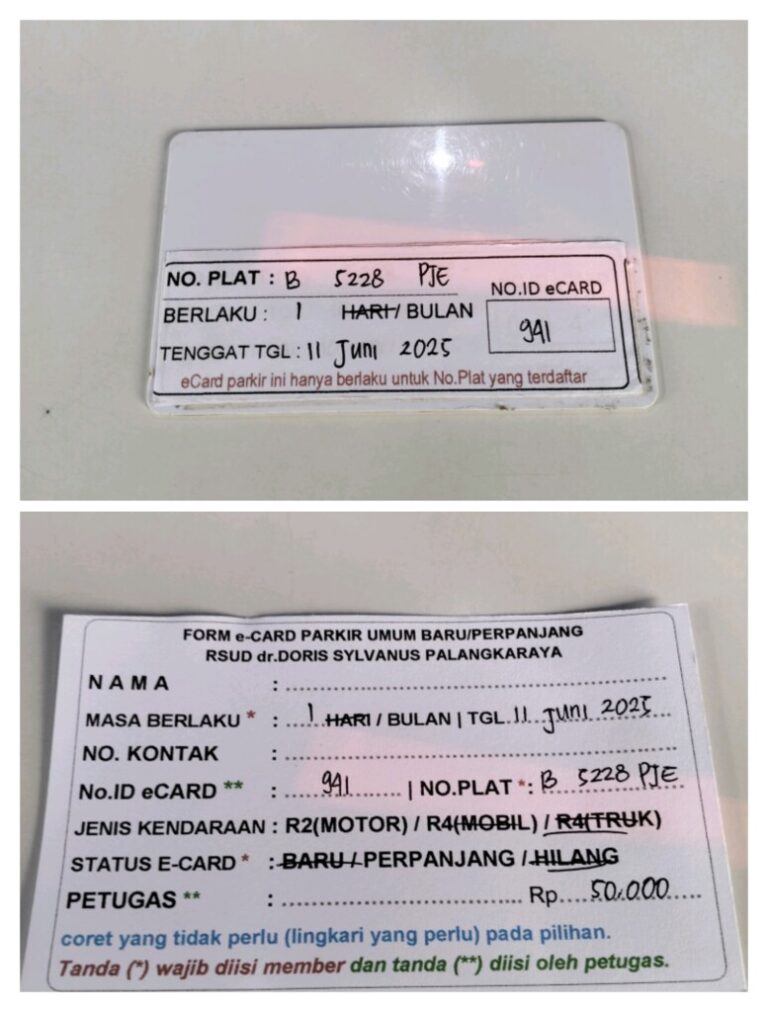 NO. PLAT : B 5228 PJE
BERLAKU : 1 HARI / BULAN
NO.ID eCARD
941
TENGGAT TGL : 11 Juni 2025
eCard parkir ini hanya berlaku untuk No.Plat yang terdaftar
FORM e-CARD PARKIR UMUM BARU/PERPANJANG
RSUD dr.DORIS SYLVANUS PALANGKARAYA
NAMA :
MASA BERLAKU * : 1 HARI / BULAN | TGL. 11 Juni 2025
NO. KONTAK :
No.ID eCARD ** : 941 | NO.PLAT *: B 5228 PJE
JENIS KENDARAAN : R2(MOTOR) / R4(MOBIL) / R4(TRUK)
STATUS E-CARD * : BARU / PERPANJANG / HILANG
PETUGAS ** : Rp. 50.000
coret yang tidak perlu (lingkari yang perlu) pada pilihan.
Tanda (*) wajib diisi member dan tanda (**) diisi oleh petugas.